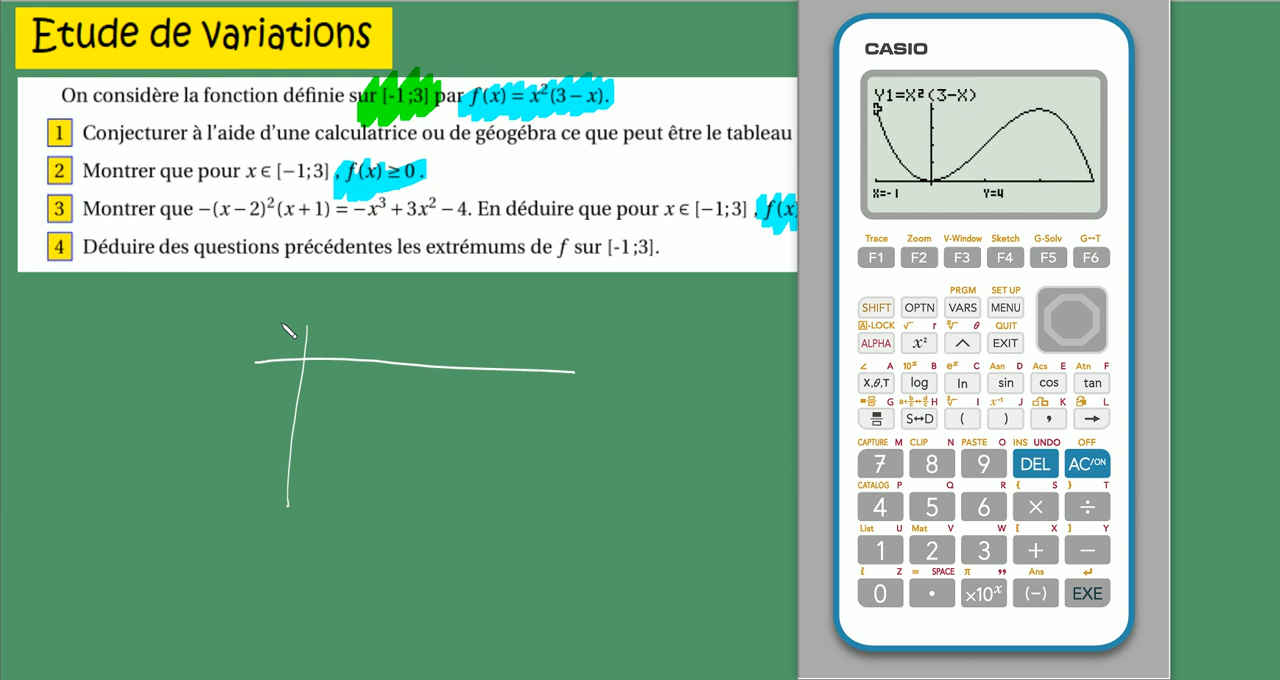 Etude de Variations
On considère la fonction définie sur [-1;3] par f(x) = x²(3 − x).
1 Conjecturer à l'aide d'une calculatrice ou de géogébra ce que peut être le tableau
2 Montrer que pour x ∈ [−1;3] , f(x) ≥ 0 .
3 Montrer que −(x − 2)²(x + 1) = −x³ + 3x² − 4. En déduire que pour x ∈ [−1;3] , f(x)
4 Déduire des questions précédentes les extrémums de f sur [-1;3].
CASIO
Y1=X²(3-X)
X=-1 Y=4
Trace Zoom V-Window Sketch G-Solv G↔T
F1 F2 F3 F4 F5 F6
PRGM SET UP
SHIFT OPTN VARS MENU
A-LOCK √ r θ QUIT
ALPHA x² ^ EXIT
∠ A 10ˣ B eˣ C Asn D Acs E Atn F
X,θ,T log ln sin cos tan
G H ³√ I x⁻¹ J K L
S↔D ( ) , →
CAPTURE M CLIP N PASTE O INS UNDO OFF
7 8 9 DEL AC/ON
CATALOG P Q R { S } T
4 5 6 × ÷
List U Mat V W [ X ] Y
1 2 3 + −
i Z = SPACE π " Ans ↵
0 . ×10ˣ (−) EXE